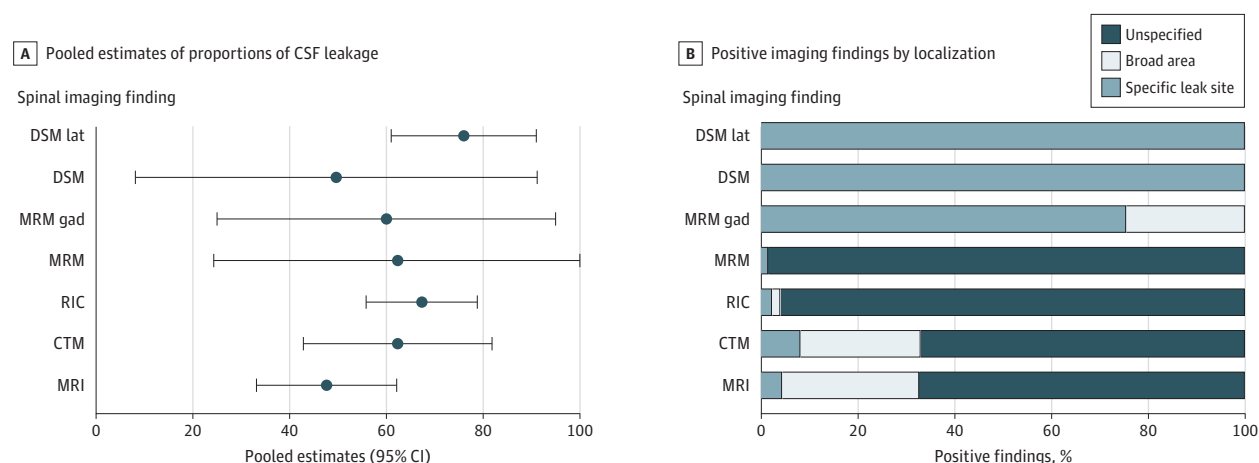 A Pooled estimates of proportions of CSF leakage
Spinal imaging finding
DSM lat
DSM
MRM gad
MRM
RIC
CTM
MRI
0 20 40 60 80 100
Pooled estimates (95% CI)
B Positive imaging findings by localization
Unspecified
Broad area
Specific leak site
Spinal imaging finding
DSM lat
DSM
MRM gad
MRM
RIC
CTM
MRI
0 20 40 60 80 100
Positive findings, %